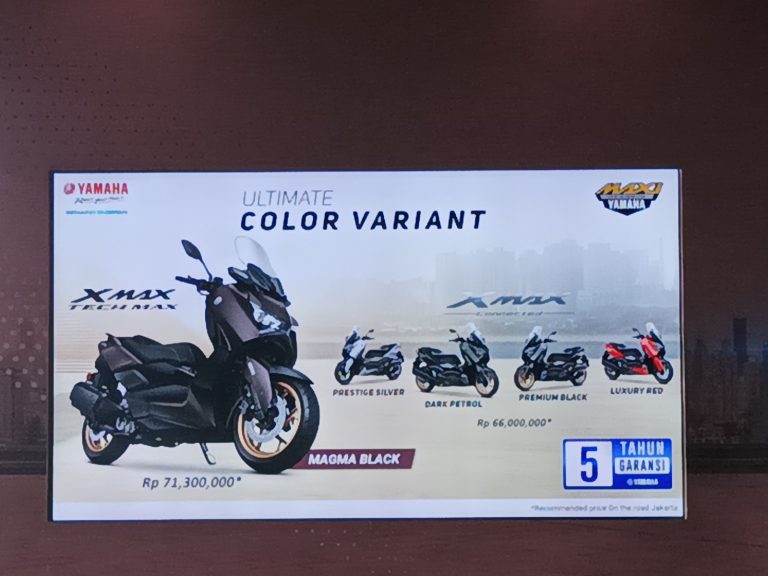 YAMAHA
ULTIMATE
COLOR VARIANT
MAXI
YAMAHA
XMAX
TECH MAX
XMAX
Connected
PRESTIGE SILVER
DARK PETROL
PREMIUM BLACK
LUXURY RED
Rp 66,000,000*
MAGMA BLACK
Rp 71,300,000*
5 TAHUN
GARANSI
YAMAHA
*Recommended price On the road Jakarta